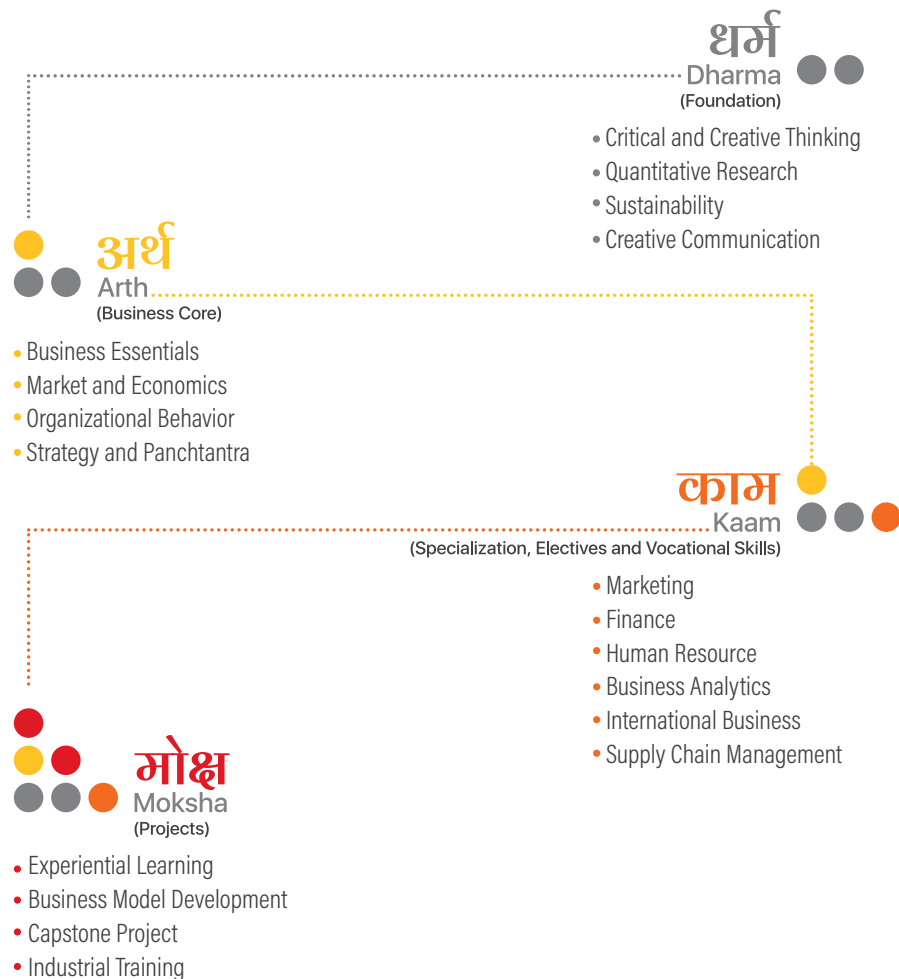 धर्म
Dharma
(Foundation)
• Critical and Creative Thinking
• Quantitative Research
• Sustainability
• Creative Communication
अर्थ
Arth
(Business Core)
• Business Essentials
• Market and Economics
• Organizational Behavior
• Strategy and Panchtantra
काम
Kaam
(Specialization, Electives and Vocational Skills)
• Marketing
• Finance
• Human Resource
• Business Analytics
• International Business
• Supply Chain Management
मोक्ष
Moksha
(Projects)
• Experiential Learning
• Business Model Development
• Capstone Project
• Industrial Training